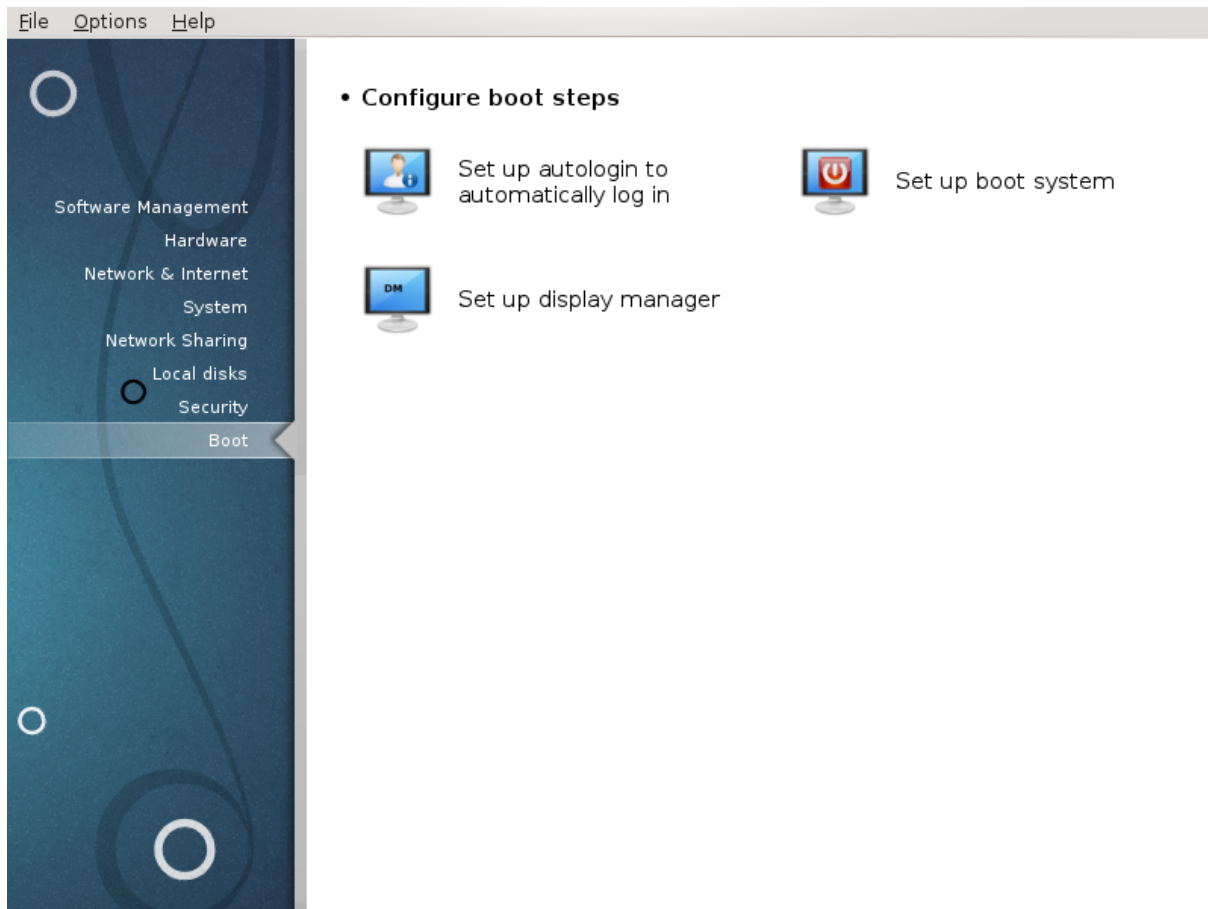 File Options Help
Software Management
Hardware
Network & Internet
System
Network Sharing
Local disks
Security
Boot
• Configure boot steps
Set up autologin to
automatically log in
Set up boot system
DM
Set up display manager